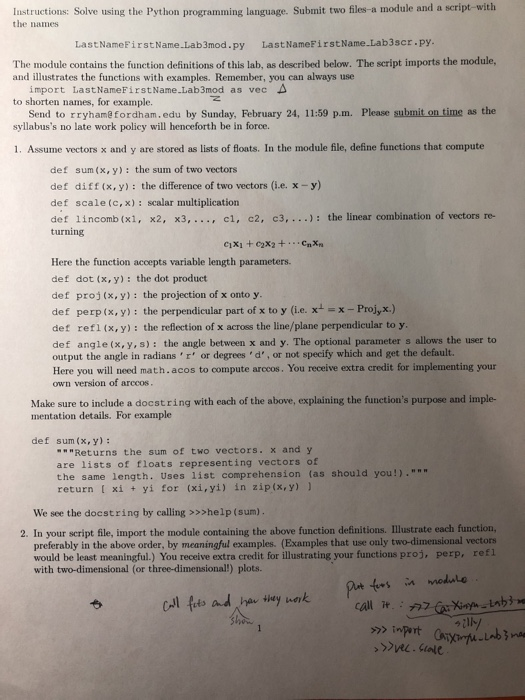 Instructions: Solve using the Python programming language. Submit two files–a module and a script–with
the names
LastNameFirstName_Lab3mod.py LastNameFirstName_Lab3scr.py.
The module contains the function definitions of this lab, as described below. The script imports the module,
and illustrates the functions with examples. Remember, you can always use
import LastNameFirstName_Lab3mod as vec
to shorten names, for example.
Send to rryham@fordham.edu by Sunday, February 24, 11:59 p.m. Please submit on time as the
syllabus's no late work policy will henceforth be in force.
1. Assume vectors x and y are stored as lists of floats. In the module file, define functions that compute
def sum(x,y): the sum of two vectors
def diff(x,y): the difference of two vectors (i.e. x − y)
def scale(c,x): scalar multiplication
def lincomb(x1, x2, x3,..., c1, c2, c3,...): the linear combination of vectors re-
turning
c₁x₁ + c₂x₂ + ··· cₙxₙ
Here the function accepts variable length parameters.
def dot(x,y): the dot product
def proj(x,y): the projection of x onto y.
def perp(x,y): the perpendicular part of x to y (i.e. x⊥ = x − Projᵧx.)
def refl(x,y): the reflection of x across the line/plane perpendicular to y.
def angle(x,y,s): the angle between x and y. The optional parameter s allows the user to
output the angle in radians 'r' or degrees 'd', or not specify which and get the default.
Here you will need math.acos to compute arccos. You receive extra credit for implementing your
own version of arccos.
Make sure to include a docstring with each of the above, explaining the function's purpose and imple-
mentation details. For example
def sum(x,y):
"""Returns the sum of two vectors. x and y
are lists of floats representing vectors of
the same length. Uses list comprehension (as should you!)."""
return [ xi + yi for (xi,yi) in zip(x,y) ]
We see the docstring by calling >>>help(sum).
2. In your script file, import the module containing the above function definitions. Illustrate each function,
preferably in the above order, by meaningful examples. (Examples that use only two-dimensional vectors
would be least meaningful.) You receive extra credit for illustrating your functions proj, perp, refl
with two-dimensional (or three-dimensional!) plots.
call fcts and how they work
show
put fcns in module
call it :
>>> import
>>> vec.scale
1